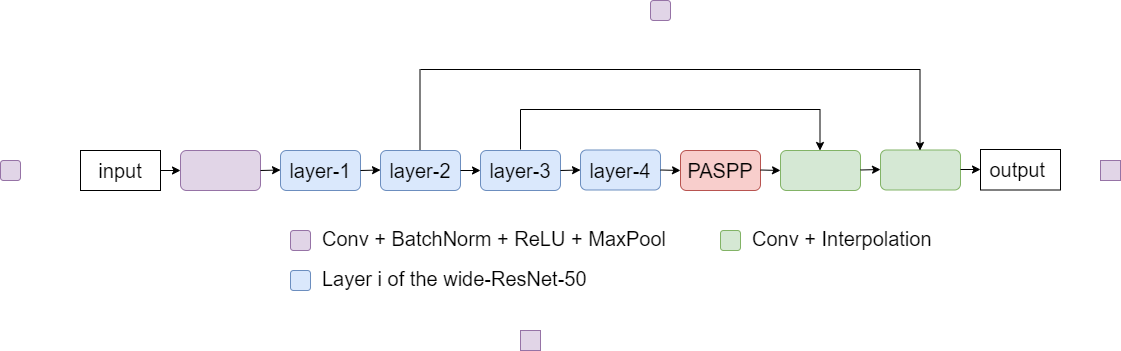 input
layer-1
layer-2
layer-3
layer-4
PASPP
output
Conv + BatchNorm + ReLU + MaxPool
Conv + Interpolation
Layer i of the wide-ResNet-50